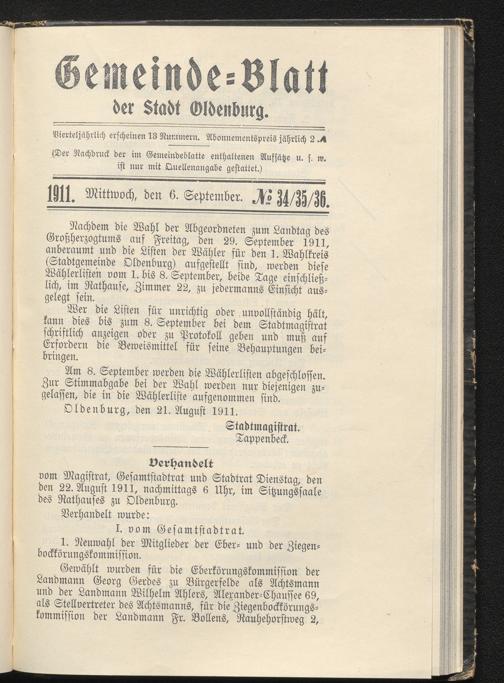 Gemeinde=Blatt
der Stadt Oldenburg.
Vierteljährlich erscheinen 13 Nummern. Abonnementspreis jährlich 2 ℳ
(Der Nachdruck der im Gemeindeblatte enthaltenen Aufsätze u. s. w.
ist nur mit Quellenangabe gestattet.)
1911. Mittwoch, den 6. September. № 34/35/36.
Nachdem die Wahl der Abgeordneten zum Landtag des
Großherzogtums auf Freitag, den 29. September 1911,
anberaumt und die Listen der Wähler für den 1. Wahlkreis
(Stadtgemeinde Oldenburg) aufgestellt sind, werden diese
Wählerlisten vom 1. bis 8. September, beide Tage einschließ-
lich, im Rathause, Zimmer 22, zu jedermanns Einsicht aus-
gelegt sein.
Wer die Listen für unrichtig oder unvollständig hält,
kann dies bis zum 8. September bei dem Stadtmagistrat
schriftlich anzeigen oder zu Protokoll geben und muß auf
Erfordern die Beweismittel für seine Behauptungen bei-
bringen.
Am 8. September werden die Wählerlisten abgeschlossen.
Zur Stimmabgabe bei der Wahl werden nur diejenigen zu-
gelassen, die in die Wählerliste aufgenommen sind.
Oldenburg, den 21. August 1911.
Stadtmagistrat.
Tappenbeck.
Verhandelt
vom Magistrat, Gesamtstadtrat und Stadtrat Dienstag, den
den 22. August 1911, nachmittags 6 Uhr, im Sitzungssaale
des Rathauses zu Oldenburg.
Verhandelt wurde:
I. vom Gesamtstadtrat.
1. Neuwahl der Mitglieder der Eber- und der Ziegen-
bockkörungskommission.
Gewählt wurden für die Eberkörungskommission der
Landmann Georg Gerdes zu Bürgerfelde als Achtsmann
und der Landmann Wilhelm Ahlers, Alexander-Chaussee 69,
als Stellvertreter des Achtsmanns, für die Ziegenbockkörungs-
kommission der Landmann Fr. Bollens, Rauhehorstweg 2,